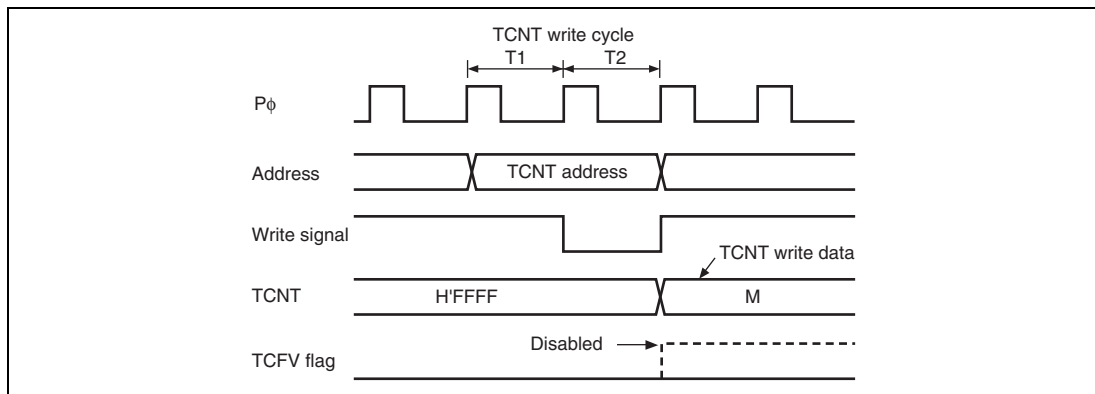 TCNT write cycle
T1 T2
Pϕ
Address TCNT address
Write signal
TCNT write data
TCNT H'FFFF M
Disabled
TCFV flag